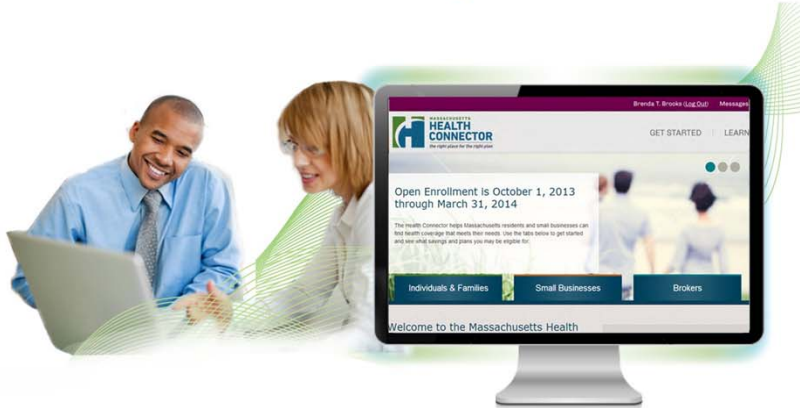 Brenda T. Brooks (Log Out) Messages
MASSACHUSETTS
HEALTH
CONNECTOR
the right place for the right plan
GET STARTED | LEARN
Open Enrollment is October 1, 2013
through March 31, 2014
The Health Connector helps Massachusetts residents and small businesses can
find health coverage that meets their needs. Use the tabs below to get started
and see what savings and plans you may be eligible for.
Individuals & Families
Small Businesses
Brokers
Welcome to the Massachusetts Health